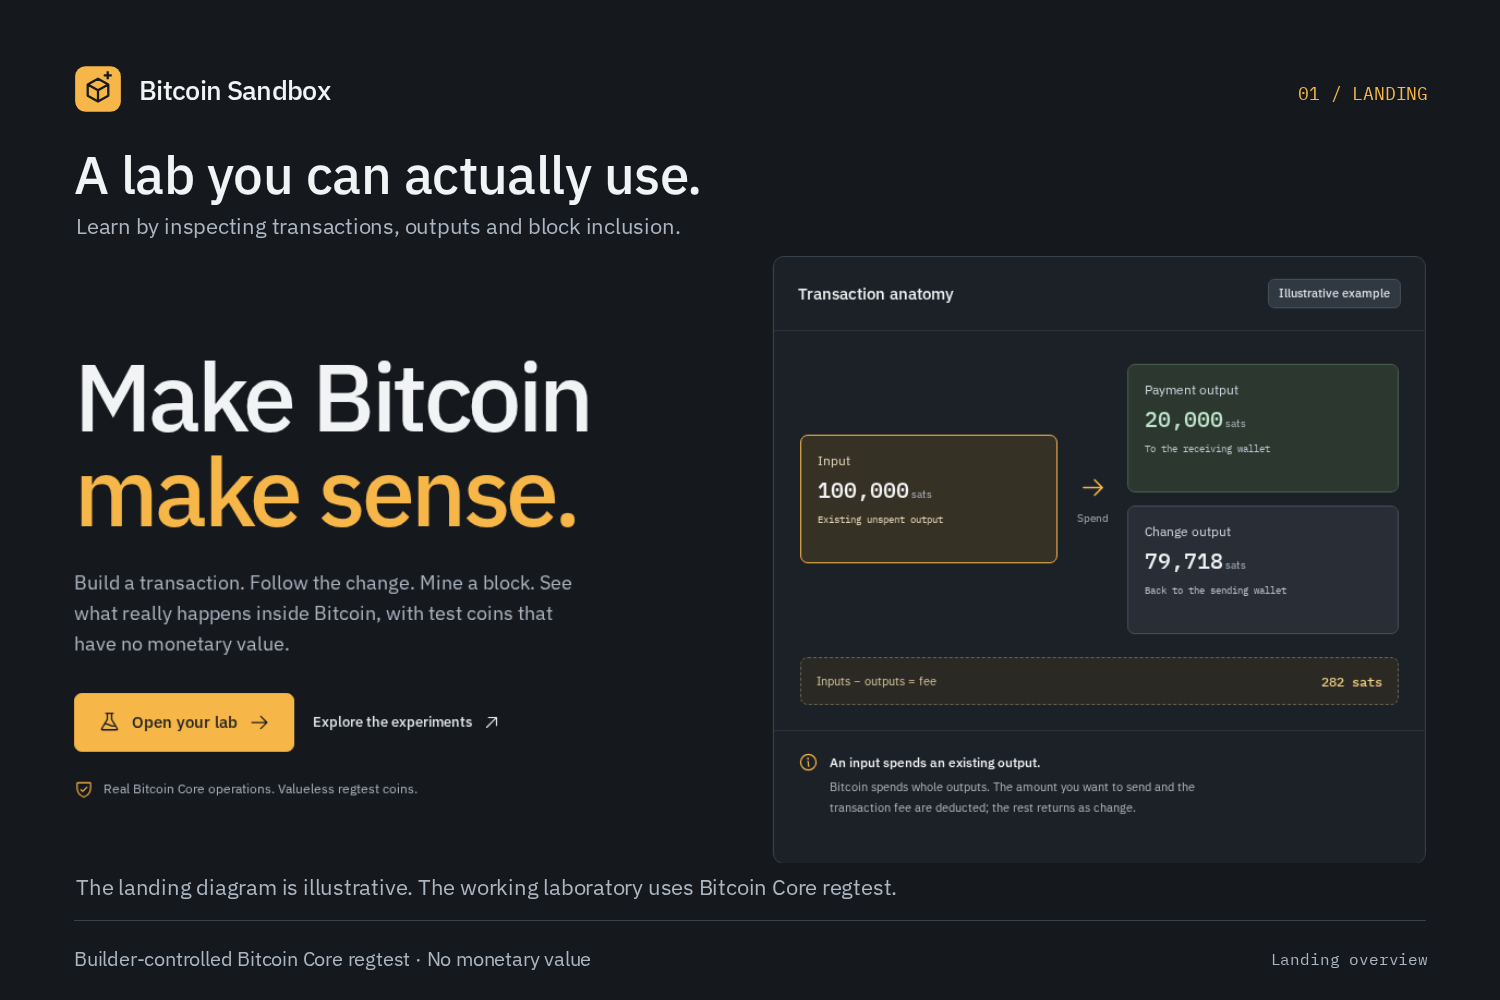 Bitcoin Sandbox
01 / LANDING
A lab you can actually use.
Learn by inspecting transactions, outputs and block inclusion.
Make Bitcoin
make sense.
Build a transaction. Follow the change. Mine a block. See
what really happens inside Bitcoin, with test coins that
have no monetary value.
Open your lab →
Explore the experiments ↗
Real Bitcoin Core operations. Valueless regtest coins.
Transaction anatomy
Illustrative example
Input
100,000 sats
Existing unspent output
→
Spend
Payment output
20,000 sats
To the receiving wallet
Change output
79,718 sats
Back to the sending wallet
Inputs − outputs = fee
282 sats
An input spends an existing output.
Bitcoin spends whole outputs. The amount you want to send and the
transaction fee are deducted; the rest returns as change.
The landing diagram is illustrative. The working laboratory uses Bitcoin Core regtest.
Builder-controlled Bitcoin Core regtest · No monetary value
Landing overview